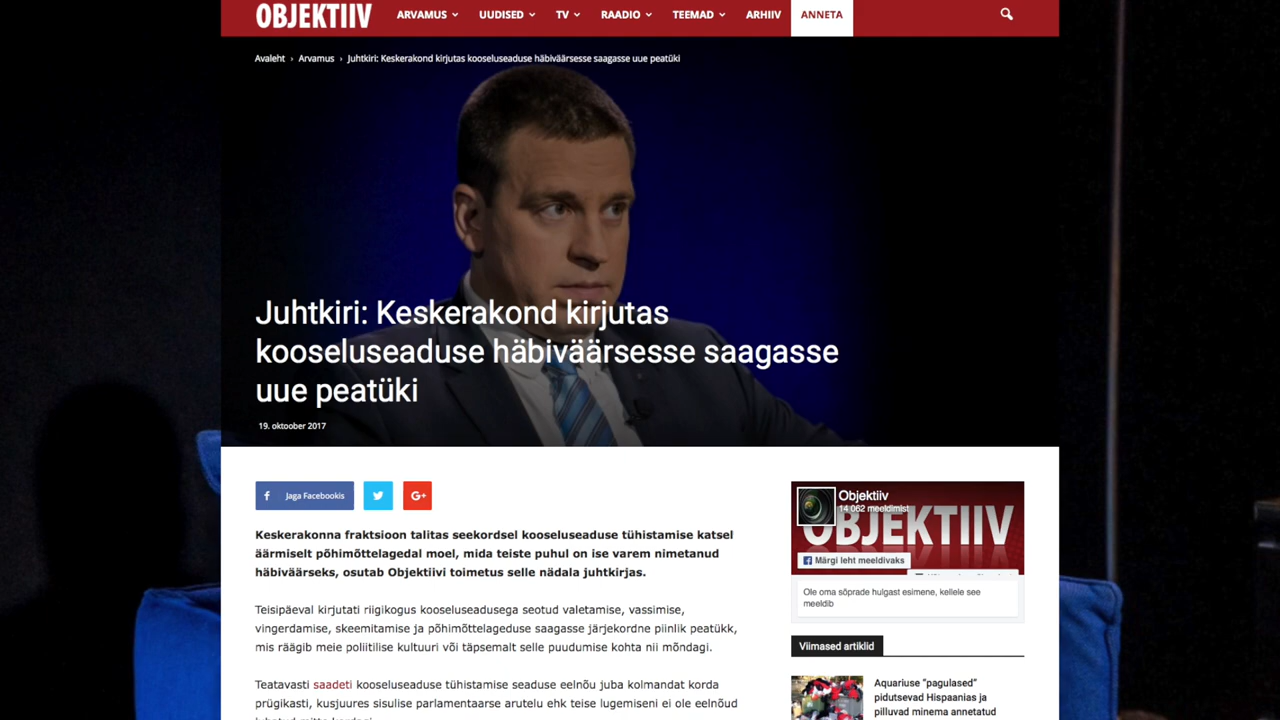 OBJEKTIIV
ARVAMUS UUDISED TV RAADIO TEEMAD ARHIIV ANNETA
Avaleht › Arvamus › Juhtkiri: Keskerakond kirjutas kooseluseaduse häbiväärsesse saagasse uue peatüki
Juhtkiri: Keskerakond kirjutas
kooseluseaduse häbiväärsesse saagasse
uue peatüki
19. oktoober 2017
Jaga Facebookis
G+
Keskerakonna fraktsioon talitas seekordsel kooseluseaduse tühistamise katsel
äärmiselt põhimõttelagedal moel, mida teiste puhul on ise varem nimetanud
häbiväärseks, osutab Objektiivi toimetus selle nädala juhtkirjas.
Teisipäeval kirjutati riigikogus kooseluseadusega seotud valetamise, vassimise,
vingerdamise, skeemitamise ja põhimõttelageduse saagasse järjekordne piinlik peatükk,
mis räägib meie poliitilise kultuuri või täpsemalt selle puudumise kohta nii mõndagi.
Teatavasti saadeti kooseluseaduse tühistamise seaduse eelnõu juba kolmandat korda
prügikasti, kusjuures sisulise parlamentaarse arutelu ehk teise lugemiseni ei ole eelnõud
Objektiiv
14 062 meeldimist
OBJEKTIIV
Märgi leht meeldivaks
Ole oma sõprade hulgast esimene, kellele see
meeldib
Viimased artiklid
Aquariuse "pagulased"
pidutsevad Hispaanias ja
pilluvad minema annetatud